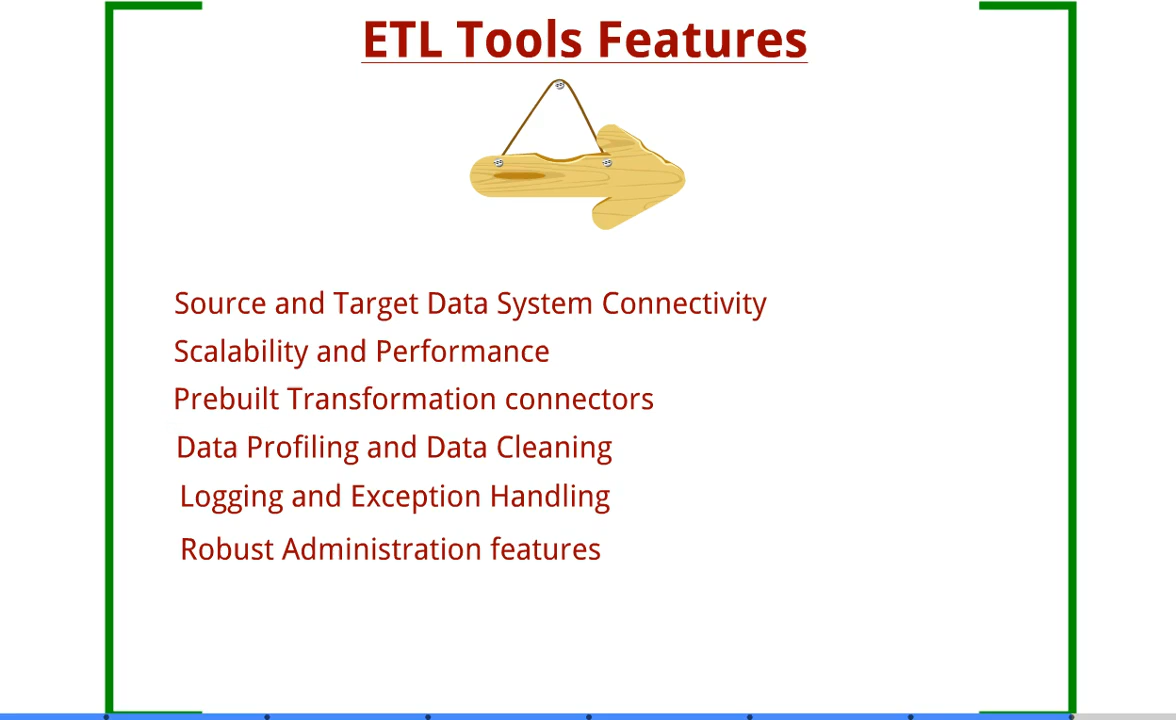 ETL Tools Features
Source and Target Data System Connectivity
Scalability and Performance
Prebuilt Transformation connectors
Data Profiling and Data Cleaning
Logging and Exception Handling
Robust Administration features